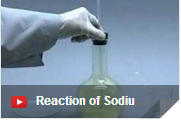 Reaction of Sodiu